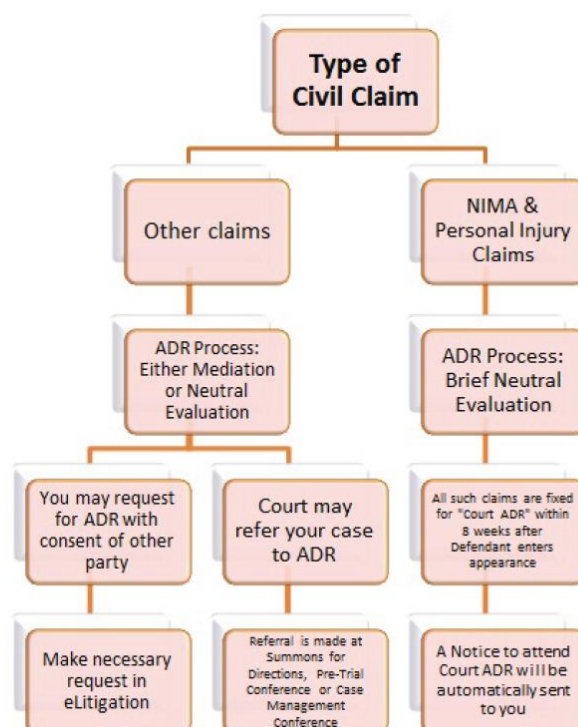 Type of
Civil Claim
Other claims
NIMA &
Personal Injury
Claims
ADR Process:
Either Mediation
or Neutral
Evaluation
ADR Process:
Brief Neutral
Evaluation
You may request
for ADR with
consent of other
party
Court may
refer your case
to ADR
All such claims are fixed
for "Court ADR" within
8 weeks after
Defendant enters
appearance
Make necessary
request in
eLitigation
Referral is made at
Summons for
Directions, Pre-Trial
Conference or Case
Management
Conference
A Notice to attend
Court ADR will be
automatically sent
to you